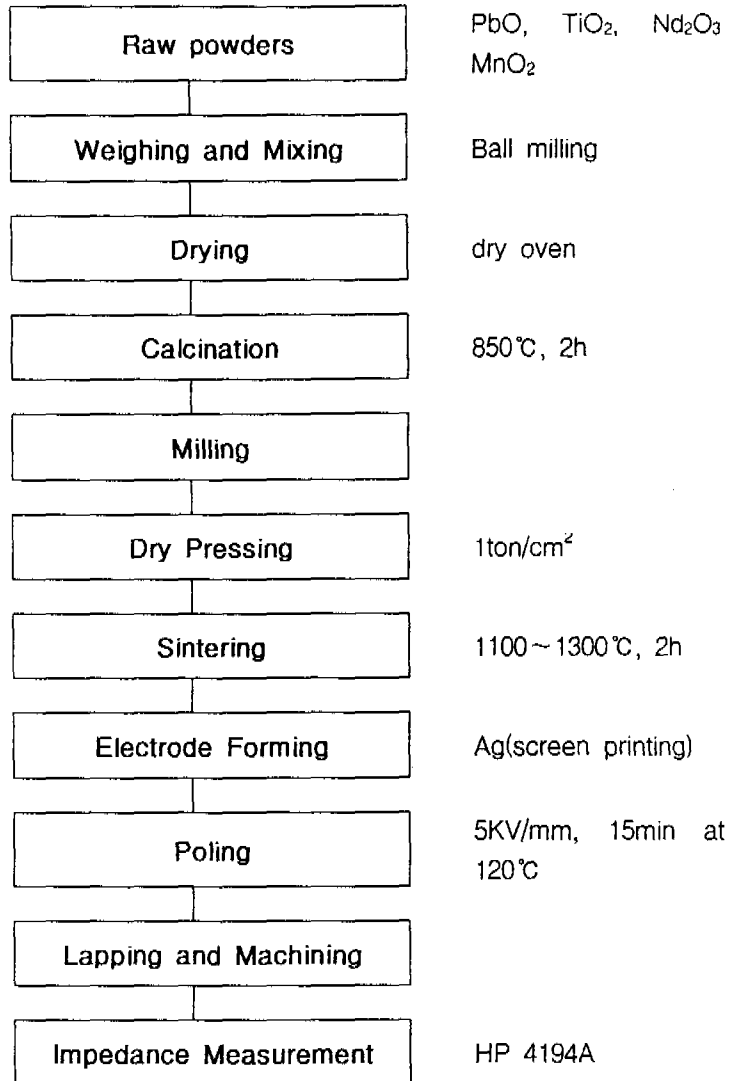 Raw powders
PbO, TiO₂, Nd₂O₃
MnO₂
Weighing and Mixing
Ball milling
Drying
dry oven
Calcination
850℃, 2h
Milling
Dry Pressing
1ton/cm²
Sintering
1100~1300℃, 2h
Electrode Forming
Ag(screen printing)
Poling
5KV/mm, 15min at
120℃
Lapping and Machining
Impedance Measurement
HP 4194A